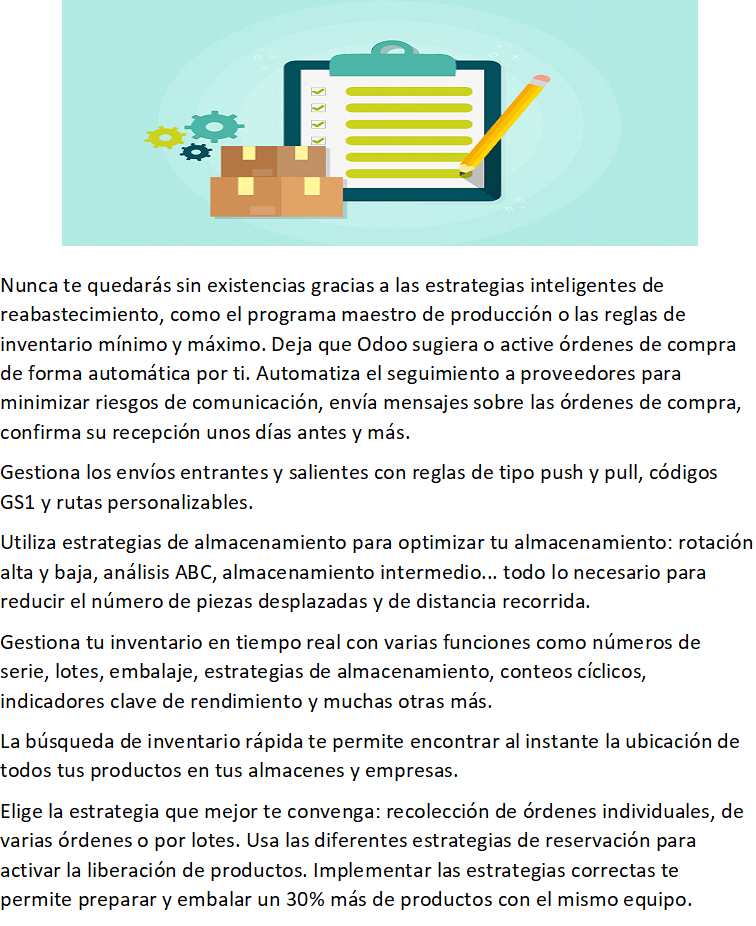 Nunca te quedarás sin existencias gracias a las estrategias inteligentes de
reabastecimiento, como el programa maestro de producción o las reglas de
inventario mínimo y máximo. Deja que Odoo sugiera o active órdenes de compra
de forma automática por ti. Automatiza el seguimiento a proveedores para
minimizar riesgos de comunicación, envía mensajes sobre las órdenes de compra,
confirma su recepción unos días antes y más.
Gestiona los envíos entrantes y salientes con reglas de tipo push y pull, códigos
GS1 y rutas personalizables.
Utiliza estrategias de almacenamiento para optimizar tu almacenamiento: rotación
alta y baja, análisis ABC, almacenamiento intermedio... todo lo necesario para
reducir el número de piezas desplazadas y de distancia recorrida.
Gestiona tu inventario en tiempo real con varias funciones como números de
serie, lotes, embalaje, estrategias de almacenamiento, conteos cíclicos,
indicadores clave de rendimiento y muchas otras más.
La búsqueda de inventario rápida te permite encontrar al instante la ubicación de
todos tus productos en tus almacenes y empresas.
Elige la estrategia que mejor te convenga: recolección de órdenes individuales, de
varias órdenes o por lotes. Usa las diferentes estrategias de reservación para
activar la liberación de productos. Implementar las estrategias correctas te
permite preparar y embalar un 30% más de productos con el mismo equipo.